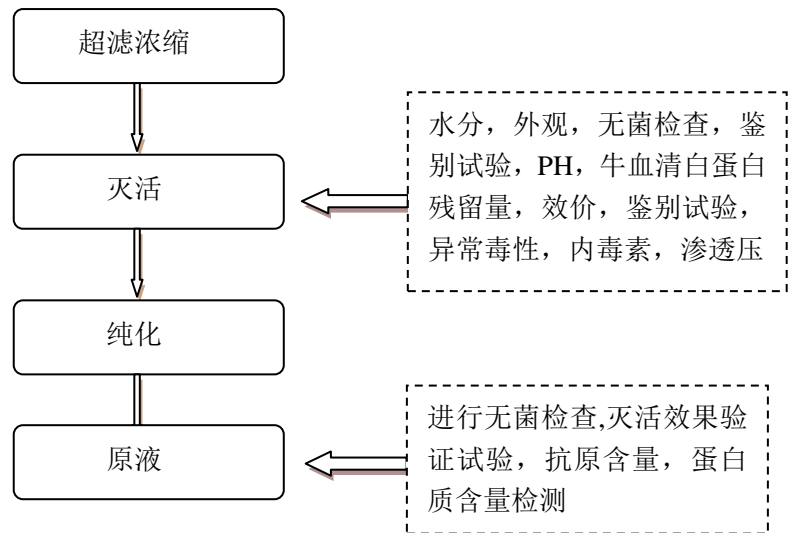 超滤浓缩
水分，外观，无菌检查，鉴
别试验，PH，牛血清白蛋白
残留量，效价，鉴别试验，
异常毒性，内毒素，渗透压
灭活
纯化
进行无菌检查,灭活效果验
证试验，抗原含量，蛋白
质含量检测
原液